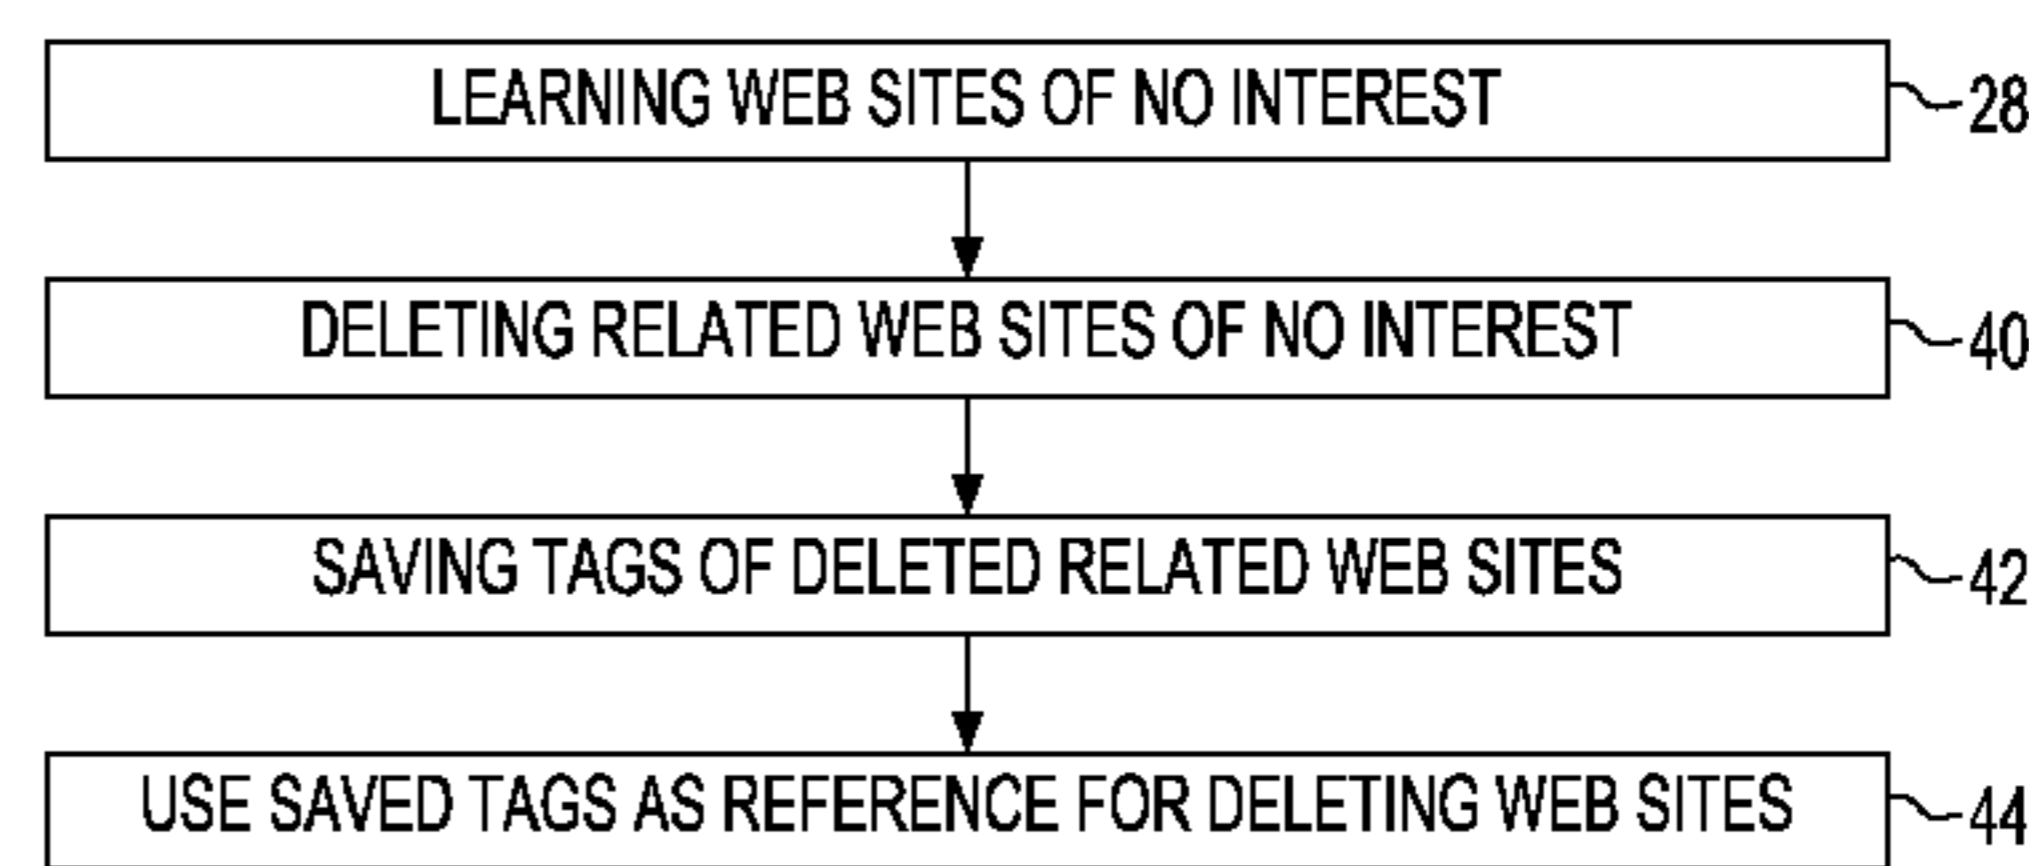 LEARNING WEB SITES OF NO INTEREST 28
DELETING RELATED WEB SITES OF NO INTEREST 40
SAVING TAGS OF DELETED RELATED WEB SITES 42
USE SAVED TAGS AS REFERENCE FOR DELETING WEB SITES 44